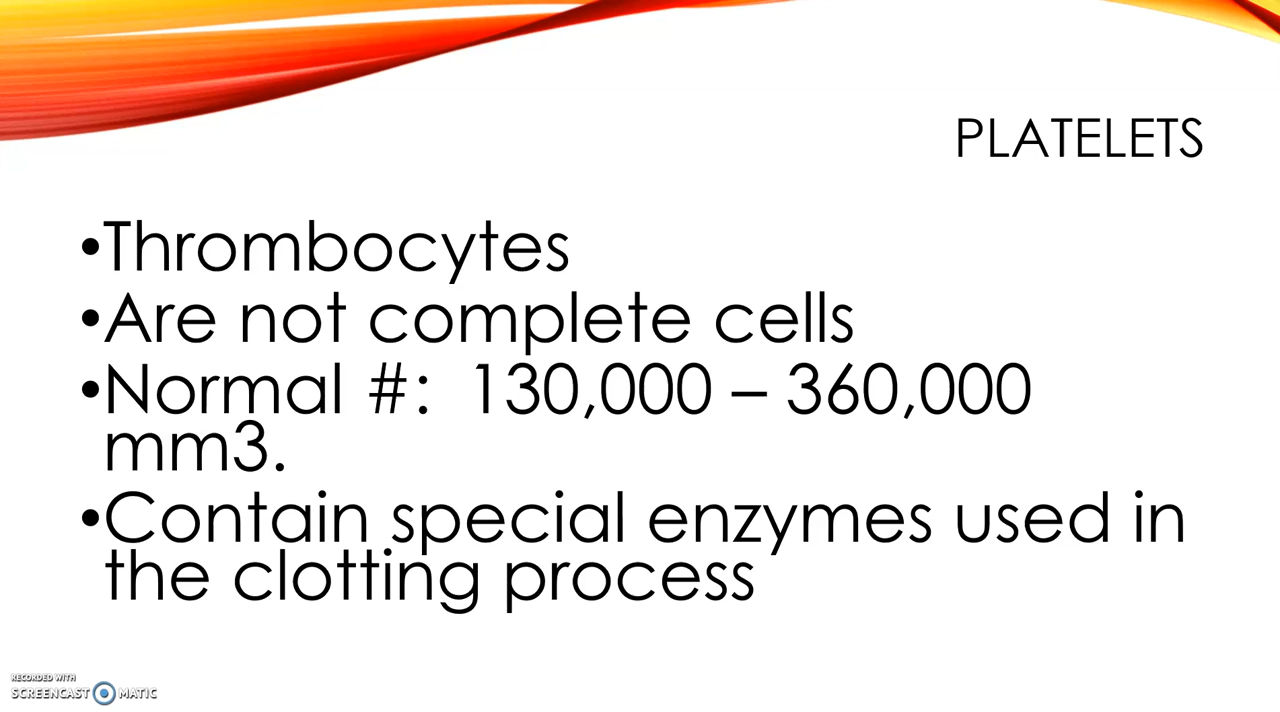 PLATELETS
•Thrombocytes
•Are not complete cells
•Normal #:  130,000 – 360,000
mm3.
•Contain special enzymes used in
the clotting process
RECORDED WITH
SCREENCAST MATIC